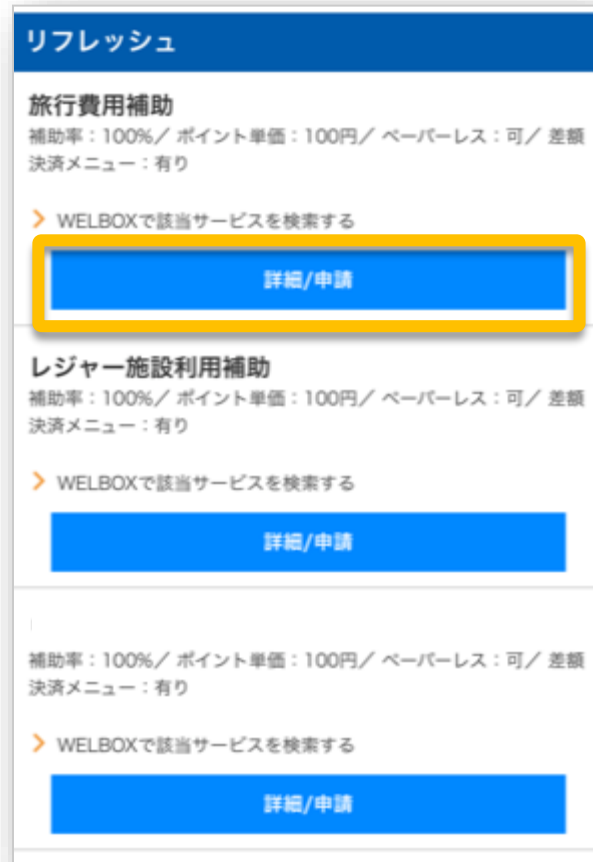 リフレッシュ
旅行費用補助
補助率：100%／ ポイント単価：100円／ ペーパーレス：可／ 差額
決済メニュー：有り
WELBOXで該当サービスを検索する
詳細/申請
レジャー施設利用補助
補助率：100%／ ポイント単価：100円／ ペーパーレス：可／ 差額
決済メニュー：有り
WELBOXで該当サービスを検索する
詳細/申請
補助率：100%／ ポイント単価：100円／ ペーパーレス：可／ 差額
決済メニュー：有り
WELBOXで該当サービスを検索する
詳細/申請